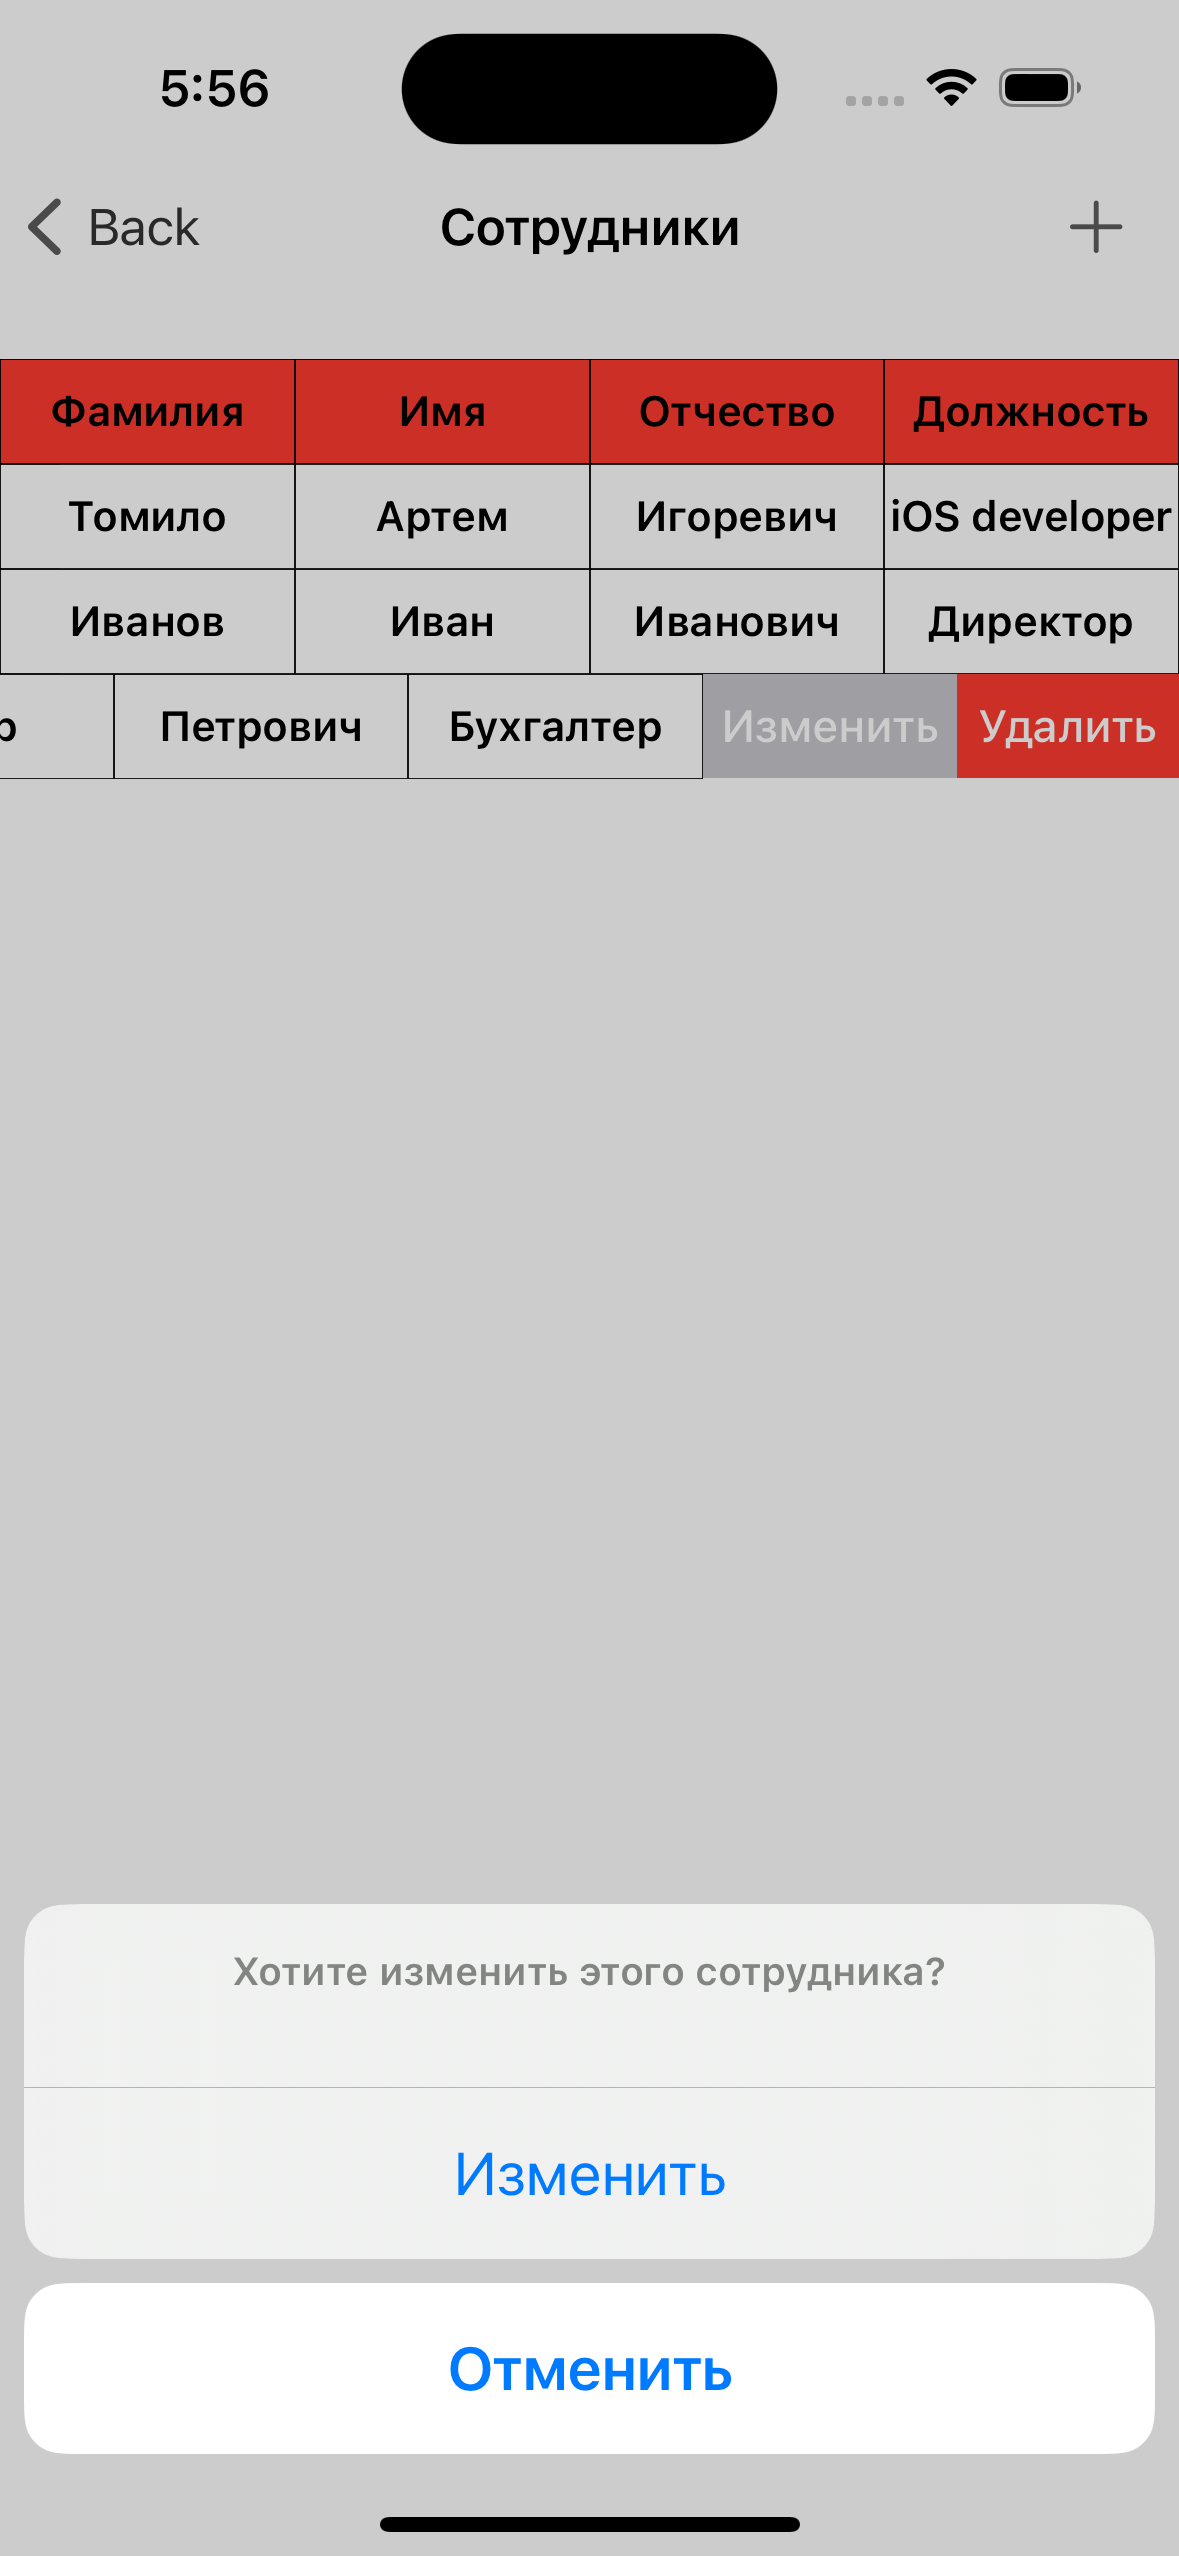 5:56
Back Сотрудники
Фамилия Имя Отчество Должность
Томило Артем Игоревич iOS developer
Иванов Иван Иванович Директор
р Петрович Бухгалтер Изменить Удалить
Хотите изменить этого сотрудника?
Изменить
Отменить